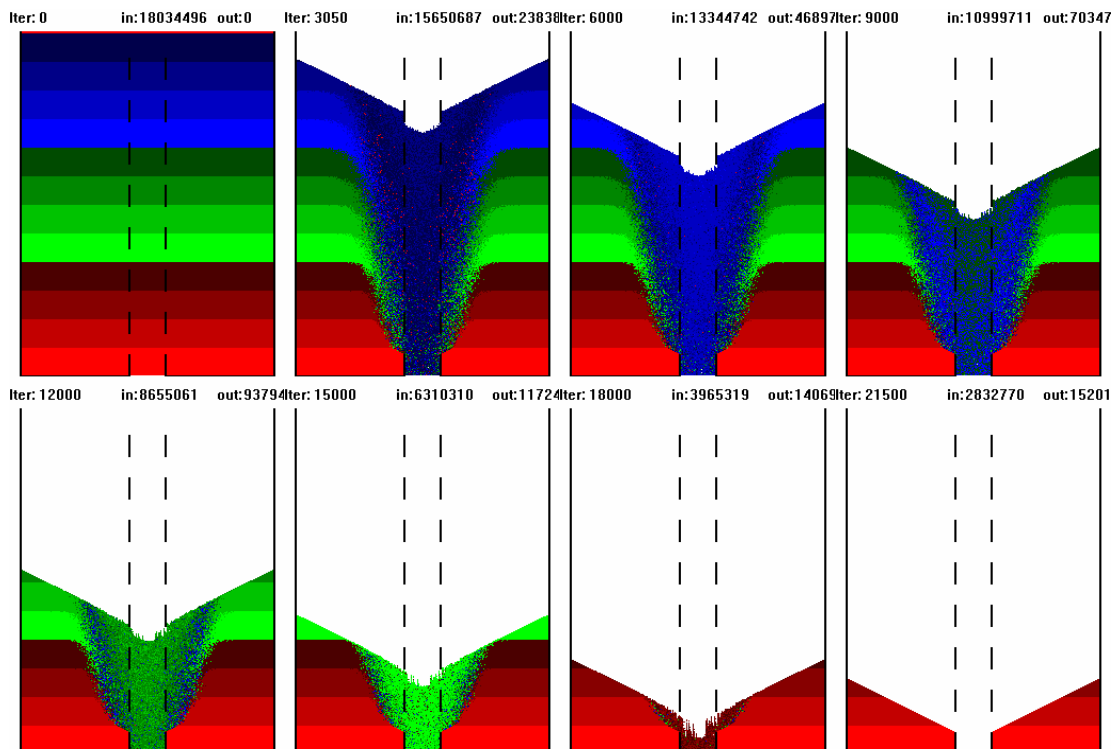 Iter: 0 in:18034496 out:0
Iter: 3050 in:15650687 out:23838
Iter: 6000 in:13344742 out:46897
Iter: 9000 in:10999711 out:70347
Iter: 12000 in:8655061 out:93794
Iter: 15000 in:6310310 out:11724
Iter: 18000 in:3965319 out:14069
Iter: 21500 in:2832770 out:15201